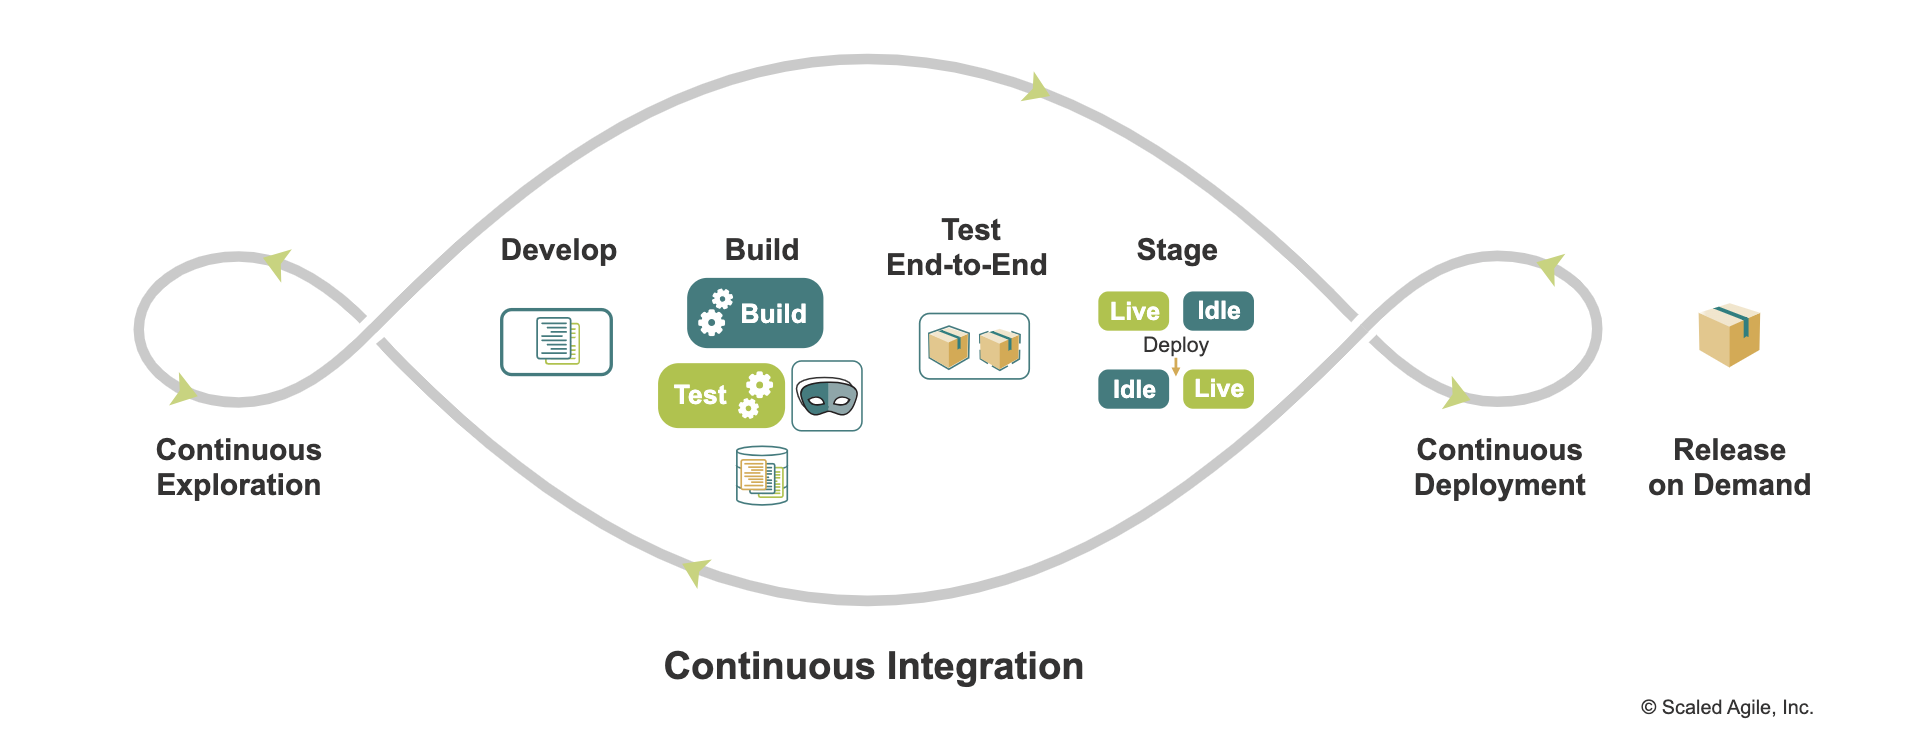 Develop
Build
Test
End-to-End
Stage
Build
Test
Live
Idle
Deploy
Idle
Live
Continuous
Exploration
Continuous
Deployment
Release
on Demand
Continuous Integration
© Scaled Agile, Inc.